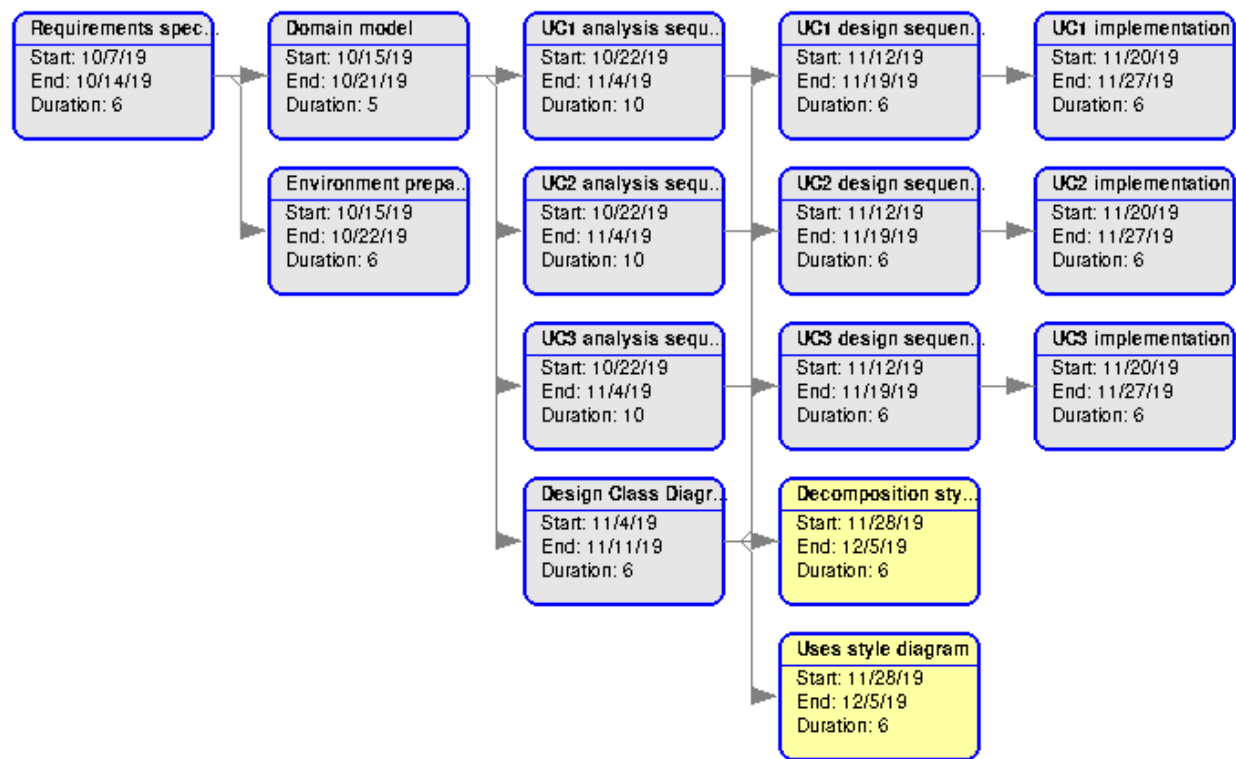 Requirements spec...
Start: 10/7/19
End: 10/14/19
Duration: 6
Domain model
Start: 10/15/19
End: 10/21/19
Duration: 5
UC1 analysis sequ...
Start: 10/22/19
End: 11/4/19
Duration: 10
UC1 design sequen...
Start: 11/12/19
End: 11/19/19
Duration: 6
UC1 implementation
Start: 11/20/19
End: 11/27/19
Duration: 6
Environment prepa...
Start: 10/15/19
End: 10/22/19
Duration: 6
UC2 analysis sequ...
Start: 10/22/19
End: 11/4/19
Duration: 10
UC2 design sequen...
Start: 11/12/19
End: 11/19/19
Duration: 6
UC2 implementation
Start: 11/20/19
End: 11/27/19
Duration: 6
UC3 analysis sequ...
Start: 10/22/19
End: 11/4/19
Duration: 10
UC3 design sequen...
Start: 11/12/19
End: 11/19/19
Duration: 6
UC3 implementation
Start: 11/20/19
End: 11/27/19
Duration: 6
Design Class Diagr...
Start: 11/4/19
End: 11/11/19
Duration: 6
Decomposition sty...
Start: 11/28/19
End: 12/5/19
Duration: 6
Uses style diagram
Start: 11/28/19
End: 12/5/19
Duration: 6